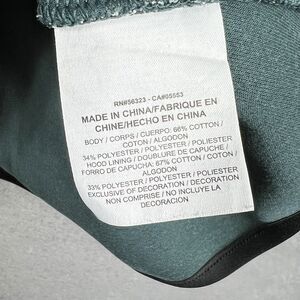 RN#56323 - CA#05553
MADE IN CHINA/FABRIQUE EN
CHINE/HECHO EN CHINA
BODY / CORPS / CUERPO: 66% COTTON /
COTON / ALGODON
34% POLYESTER / POLYESTER / POLIESTER
HOOD LINING / DOUBLURE DE CAPUCHE /
FORRO DE CAPUCHA: 67% COTTON / COTON /
ALGODON
33% POLYESTER / POLYESTER / POLIESTER
EXCLUSIVE OF DECORATION / DECORATION
NON COMPRISE / NO INCLUYE LA
DECORACION